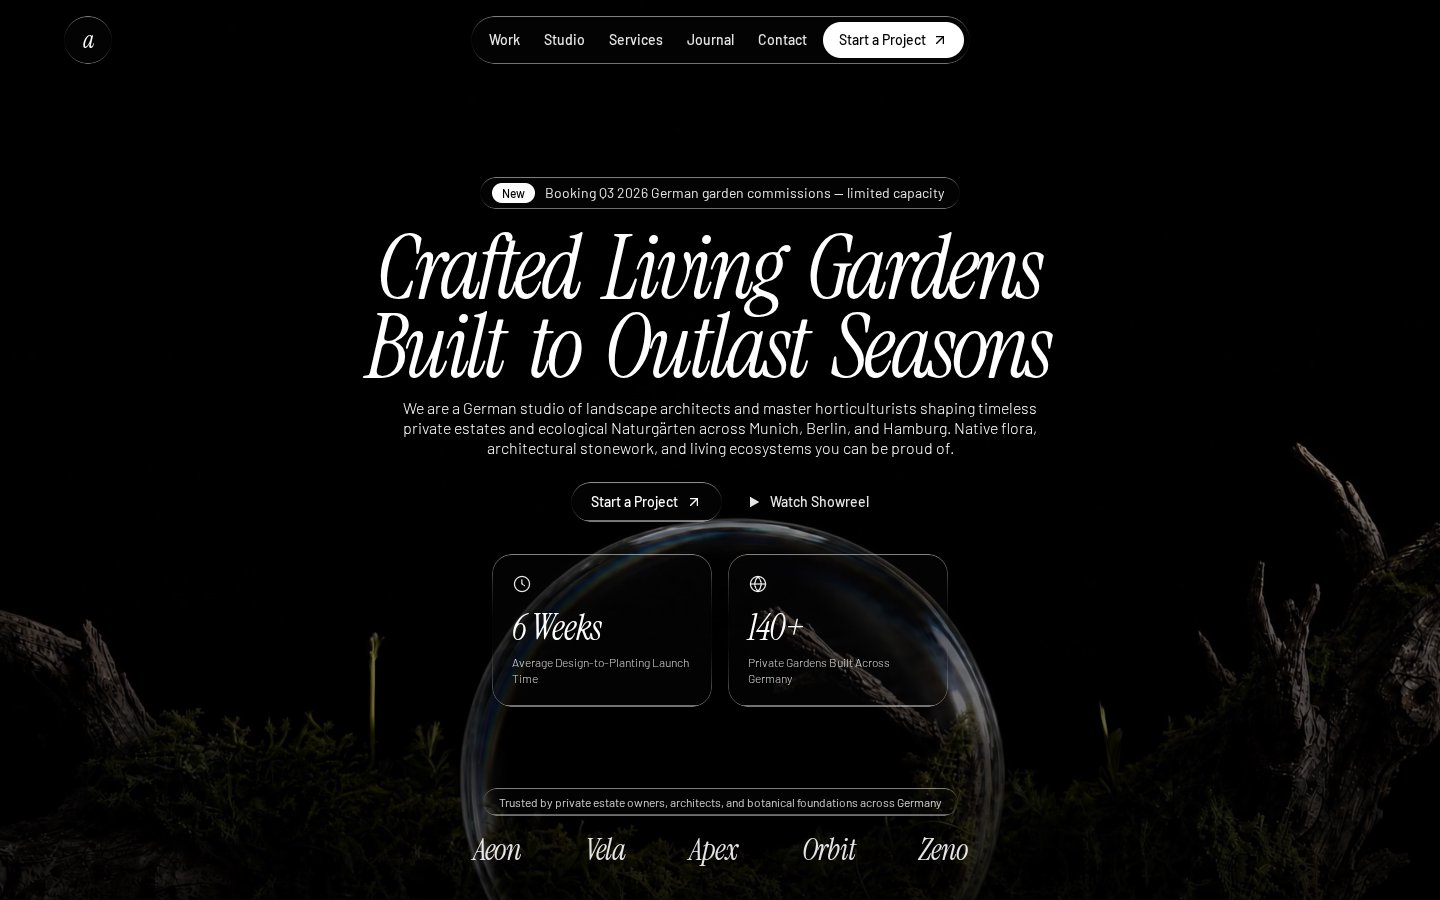 a
Work Studio Services Journal Contact Start a Project
New Booking Q3 2026 German garden commissions — limited capacity
Crafted Living Gardens
Built to Outlast Seasons
We are a German studio of landscape architects and master horticulturists shaping timeless
private estates and ecological Naturgärten across Munich, Berlin, and Hamburg. Native flora,
architectural stonework, and living ecosystems you can be proud of.
Start a Project Watch Showreel
6 Weeks
Average Design-to-Planting Launch
Time
140+
Private Gardens Built Across
Germany
Trusted by private estate owners, architects, and botanical foundations across Germany
Aeon Vela Apex Orbit Zeno